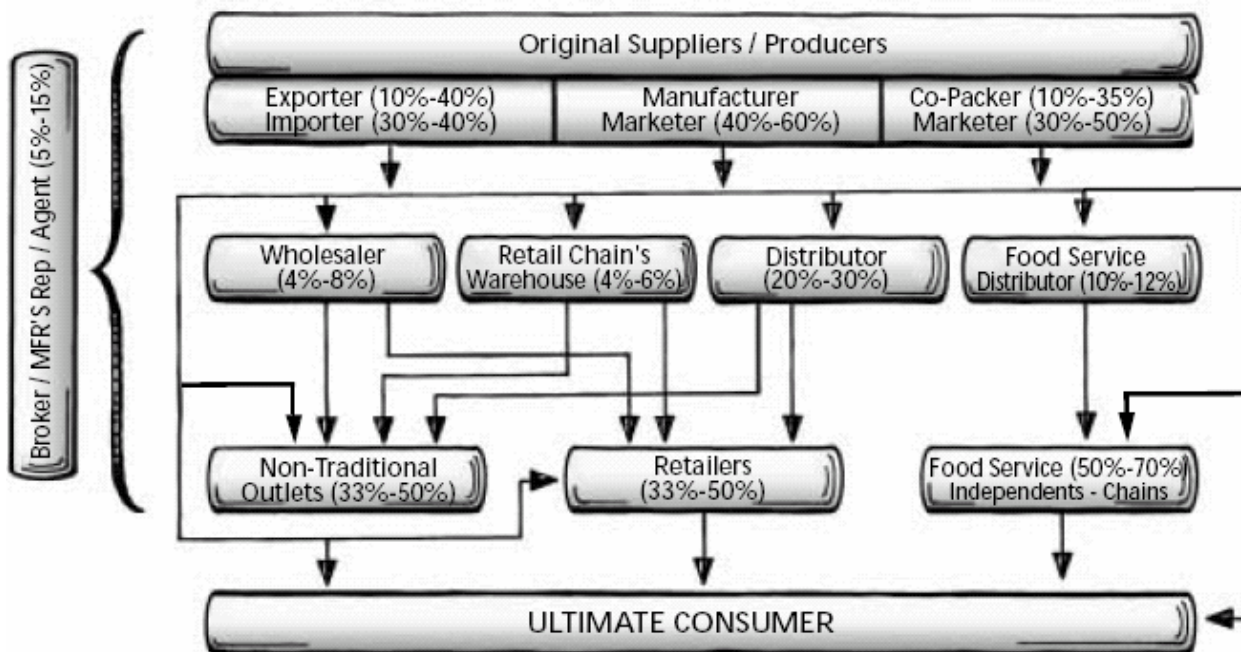 Broker / MFR'S Rep / Agent (5%-15%)
Original Suppliers / Producers
Exporter (10%-40%)
Importer (30%-40%)
Manufacturer
Marketer (40%-60%)
Co-Packer (10%-35%)
Marketer (30%-50%)
Wholesaler
(4%-8%)
Retail Chain's
Warehouse (4%-6%)
Distributor
(20%-30%)
Food Service
Distributor (10%-12%)
Non-Traditional
Outlets (33%-50%)
Retailers
(33%-50%)
Food Service (50%-70%)
Independents - Chains
ULTIMATE CONSUMER